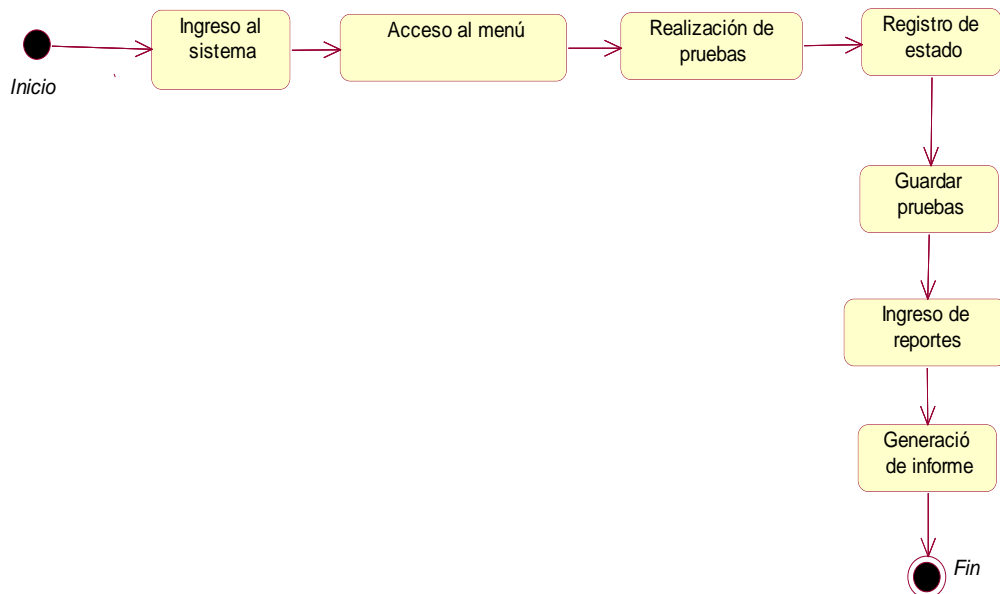 Inicio
Ingreso al
sistema
Acceso al menú
Realización de
pruebas
Registro de
estado
Guardar
pruebas
Ingreso de
reportes
Generació
de informe
Fin